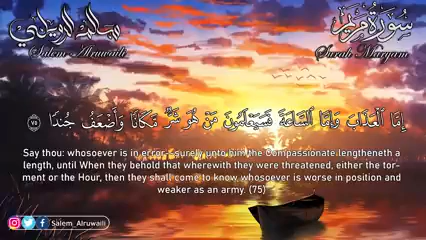 سالم الرويلي
Salem Alruwaili
سورة مريم
Surah Maryam
إِمَّا الْعَذَابَ وَإِمَّا السَّاعَةَ فَسَيَعْلَمُونَ مَنْ هُوَ شَرٌّ مَّكَانًا وَأَضْعَفُ جُندًا ٧٥
Say thou: whosoever is in error - surely unto him the Compassionate lengtheneth a
length, until When they behold that wherewith they were threatened, either the tor-
ment or the Hour, then they shall come to know whosoever is worse in position and
weaker as an army. (75)
Salem_Alruwaili